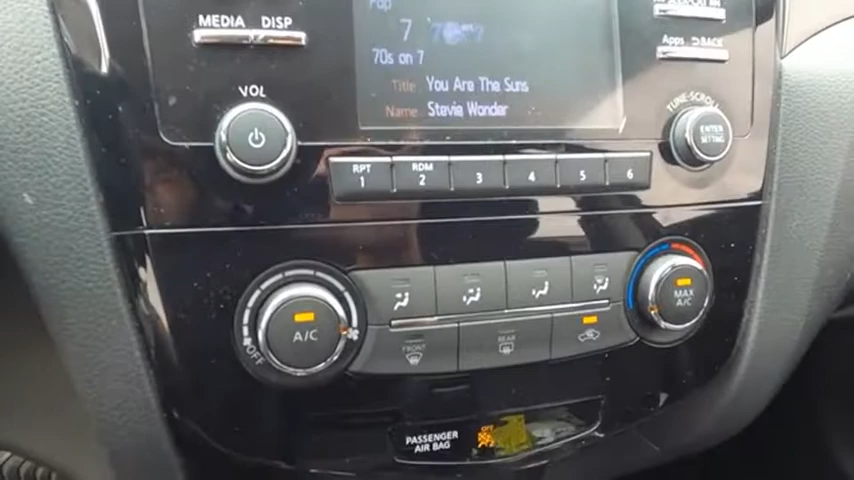 Pop
MEDIA DISP
7
70s on 7
Apps BACK
Title You Are The Suns
Name Stevie Wonder
VOL
TUNE·SCROLL
ENTER
SETTING
RPT
1
RDM
2
3
4
5
6
A/C
OFF
FRONT
REAR
MAX
A/C
PASSENGER
AIR BAG
OFF